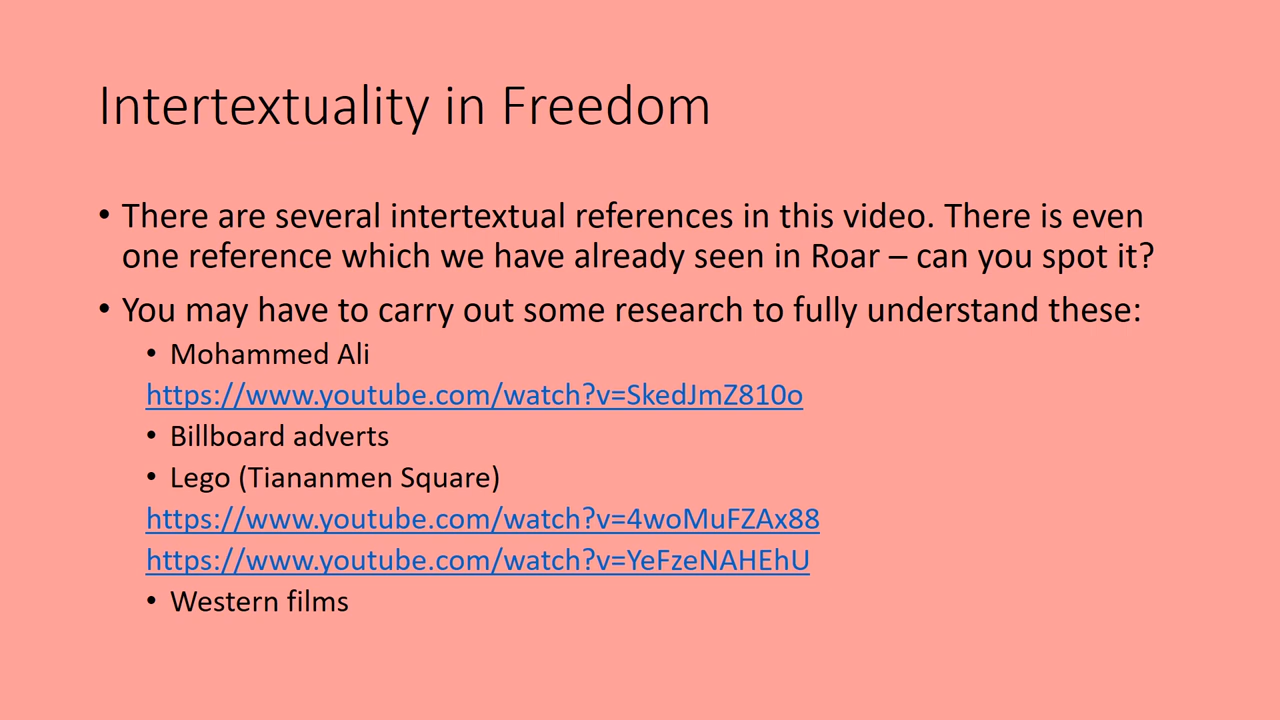 Intertextuality in Freedom
• There are several intertextual references in this video. There is even
one reference which we have already seen in Roar – can you spot it?
• You may have to carry out some research to fully understand these:
• Mohammed Ali
https://www.youtube.com/watch?v=SkedJmZ810o
• Billboard adverts
• Lego (Tiananmen Square)
https://www.youtube.com/watch?v=4woMuFZAx88
https://www.youtube.com/watch?v=YeFzeNAHEhU
• Western films